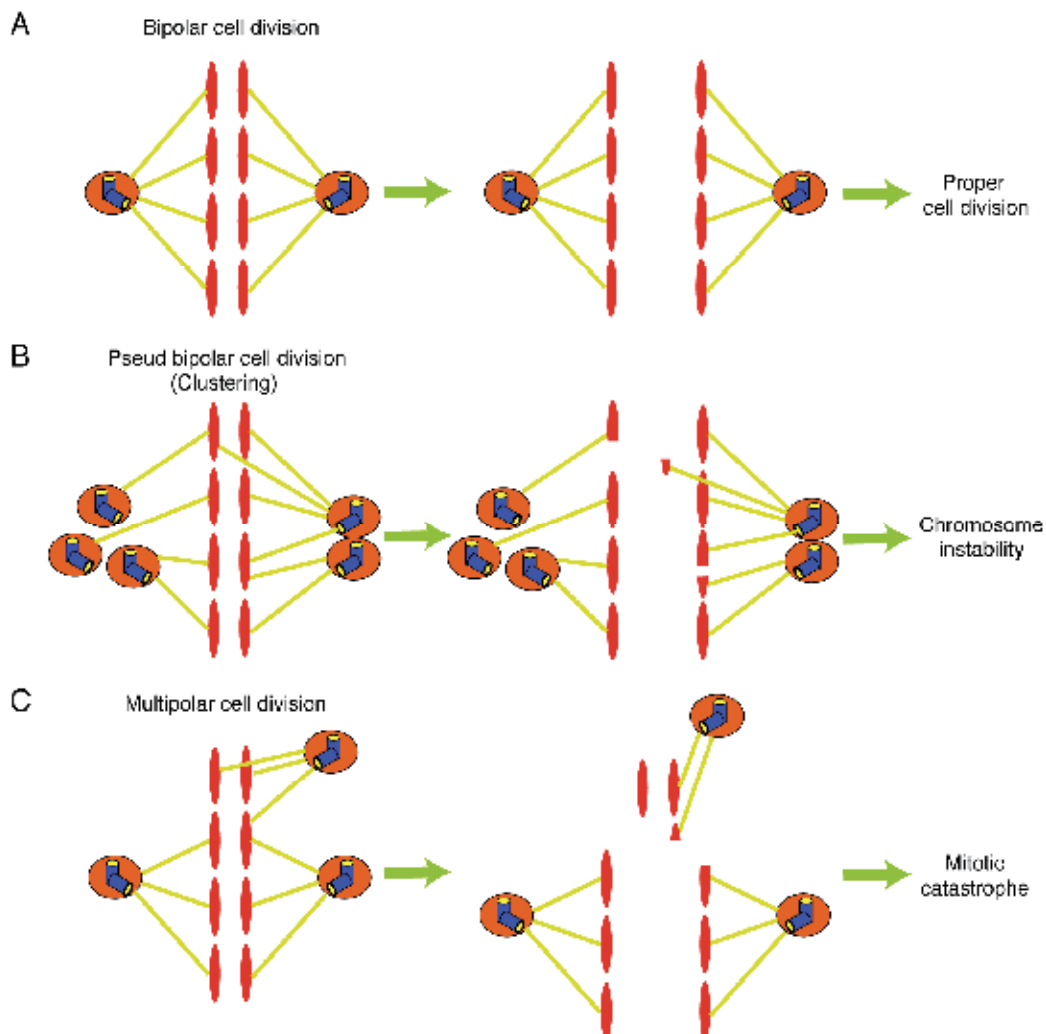 A
Bipolar cell division
Proper
cell division
B
Pseud bipolar cell division
(Clustering)
Chromosome
instability
C
Multipolar cell division
Mitotic
catastrophe